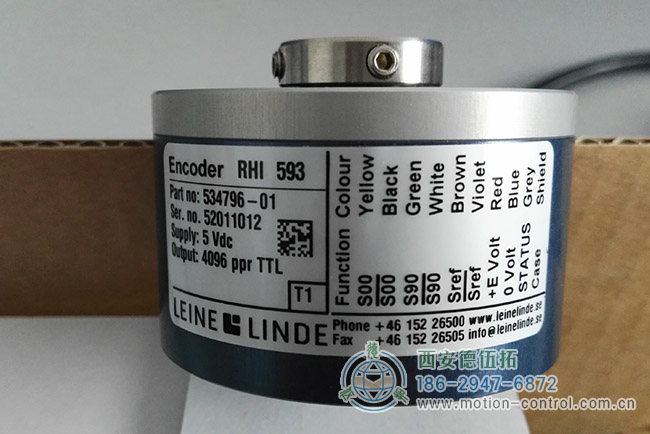 Encoder RHI 593
Part no: 534796-01
Ser. no. 52011012
Supply: 5 Vdc
Output: 4096 ppr TTL
T1
LEINE LINDE
Function Colour
S00 Yellow
S00 Black
S90 Green
S90 White
Sref Brown
Sref Violet
+E Volt Red
0 Volt Blue
STATUS Grey
Case Shield
Phone +46 152 26500 www.leinelinde.se
Fax +46 152 26505 info@leinelinde.se
西安德伍拓
186-2947-6872
www.motion-control.com.cn